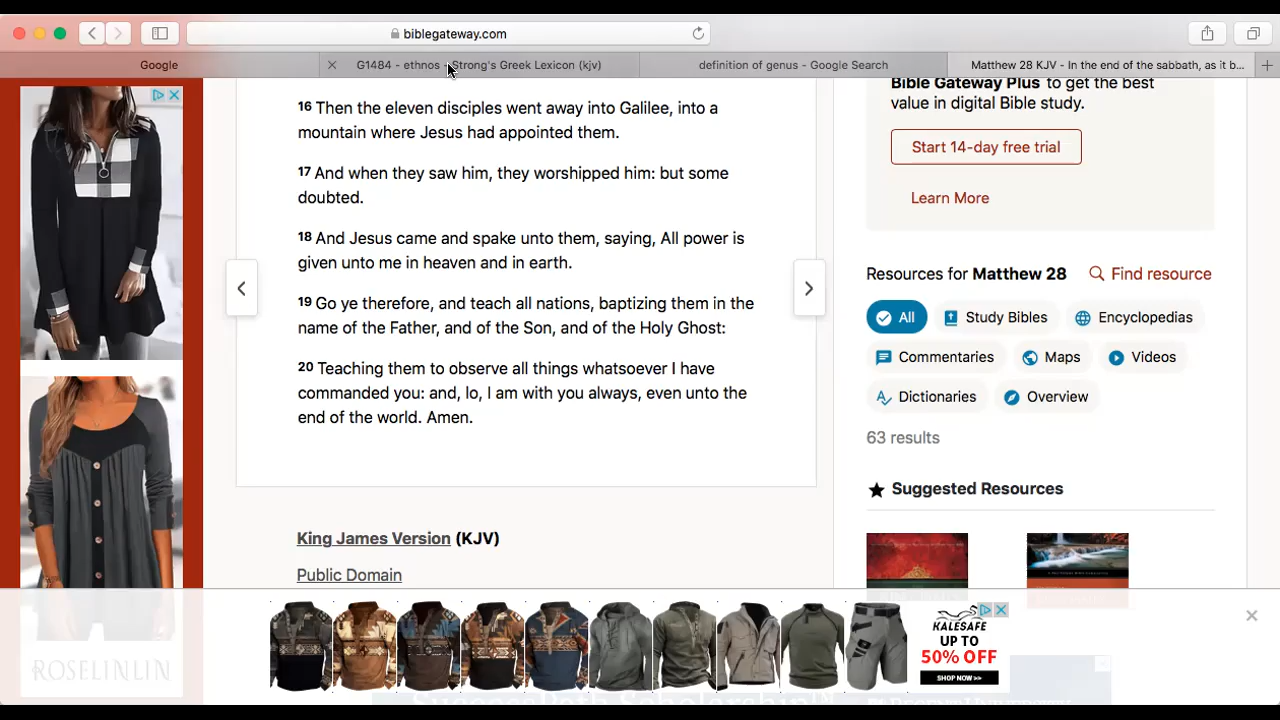 biblegateway.com
Google
G1484 - ethnos - Strong's Greek Lexicon (kjv)
definition of genus - Google Search
Matthew 28 KJV - In the end of the sabbath, as it b...
16 Then the eleven disciples went away into Galilee, into a
mountain where Jesus had appointed them.
17 And when they saw him, they worshipped him: but some
doubted.
18 And Jesus came and spake unto them, saying, All power is
given unto me in heaven and in earth.
19 Go ye therefore, and teach all nations, baptizing them in the
name of the Father, and of the Son, and of the Holy Ghost:
20 Teaching them to observe all things whatsoever I have
commanded you: and, lo, I am with you always, even unto the
end of the world. Amen.
King James Version (KJV)
Public Domain
Bible Gateway Plus to get the best
value in digital Bible study.
Start 14-day free trial
Learn More
Resources for Matthew 28
Find resource
All
Study Bibles
Encyclopedias
Commentaries
Maps
Videos
Dictionaries
Overview
63 results
Suggested Resources
ROSELINLIN
KALESAFE
UP TO
50% OFF
SHOP NOW >>